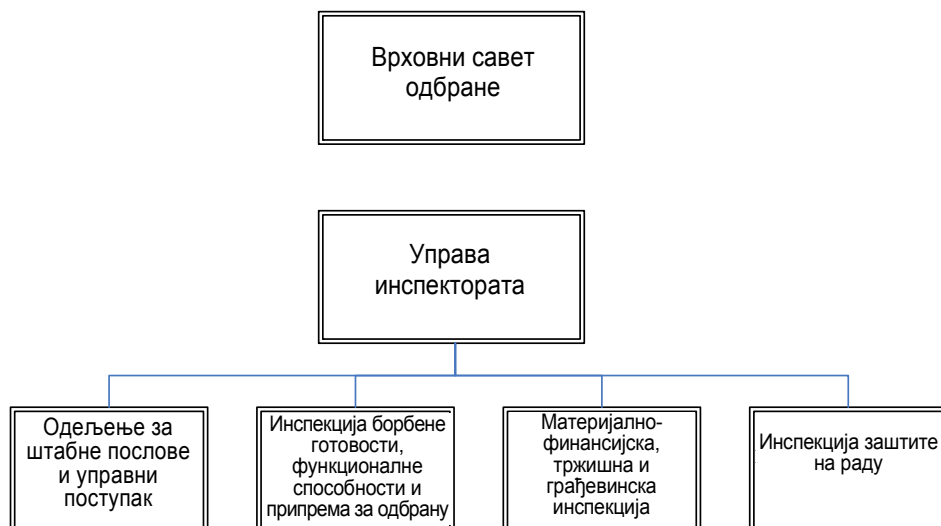 Врховни савет
одбране
Управа
инспектората
Одељење за
штабне послове
и управни
поступак
Инспекција борбене
готовости,
функционалне
способности и
припрема за одбрану
Материјално-
финансијска,
тржишна и
грађевинска
инспекција
Инспекција заштите
на раду